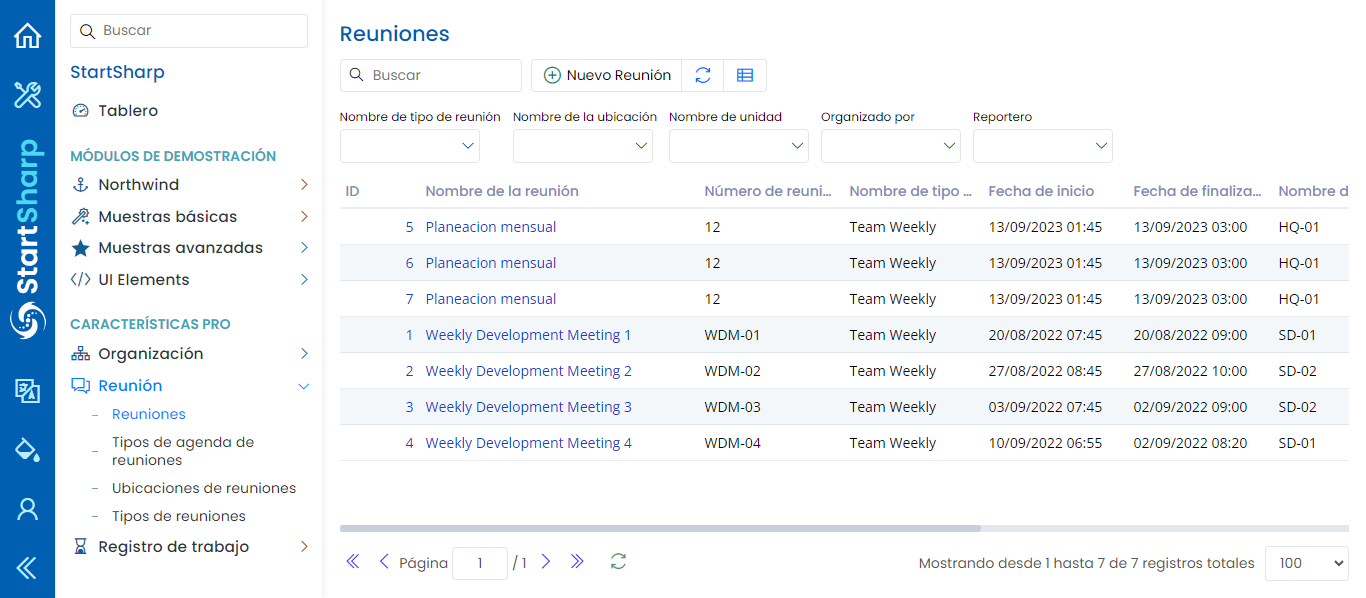 StartSharp
Buscar
StartSharp
Tablero
MÓDULOS DE DEMOSTRACIÓN
Northwind
Muestras básicas
Muestras avanzadas
UI Elements
CARACTERÍSTICAS PRO
Organización
Reunión
Reuniones
Tipos de agenda de
reuniones
Ubicaciones de reuniones
Tipos de reuniones
Registro de trabajo
Reuniones
Buscar
Nuevo Reunión
Nombre de tipo de reunión Nombre de la ubicación Nombre de unidad Organizado por Reportero
ID Nombre de la reunión Número de reuni... Nombre de tipo ... Fecha de inicio Fecha de finaliza... Nombre d
5 Planeacion mensual 12 Team Weekly 13/09/2023 01:45 13/09/2023 03:00 HQ-01
6 Planeacion mensual 12 Team Weekly 13/09/2023 01:45 13/09/2023 03:00 HQ-01
7 Planeacion mensual 12 Team Weekly 13/09/2023 01:45 13/09/2023 03:00 HQ-01
1 Weekly Development Meeting 1 WDM-01 Team Weekly 20/08/2022 07:45 20/08/2022 09:00 SD-01
2 Weekly Development Meeting 2 WDM-02 Team Weekly 27/08/2022 08:45 27/08/2022 10:00 SD-02
3 Weekly Development Meeting 3 WDM-03 Team Weekly 03/09/2022 07:45 02/09/2022 09:00 SD-02
4 Weekly Development Meeting 4 WDM-04 Team Weekly 10/09/2022 06:55 02/09/2022 08:20 SD-01
Página 1 / 1 Mostrando desde 1 hasta 7 de 7 registros totales 100